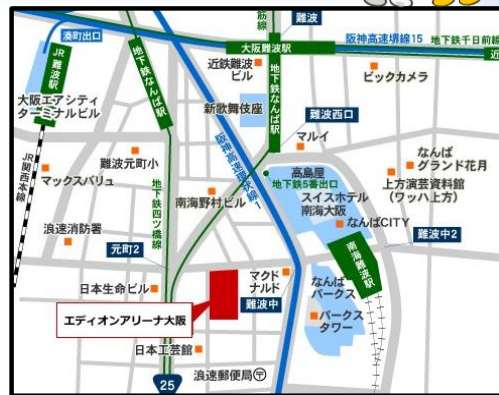 湊町出口
難波
筋線
大阪難波駅
阪神高速堺線15
地下鉄千日前線
近
JR難波駅
地下鉄なんば駅
近鉄難波
ビル
地下鉄なんば駅
ビックカメラ
大阪エアシティ
ターミナルビル
新歌舞伎座
難波西口
マルイ
難波元町小
高島屋
地下鉄5番出口
なんば
グランド花月
JR関西本線
マックスバリュ
スイスホテル
南海大阪
上方演芸資料館
(ワッハ上方)
地下鉄四ツ橋線
南海野村ビル
なんばCITY
浪速消防署
元町2
難波中2
南海難波駅
日本生命ビル
マクド
ナルド
難波中
なんば
パークス
エディオンアリーナ大阪
パークス
タワー
日本工芸館
浪速郵便局〒
25